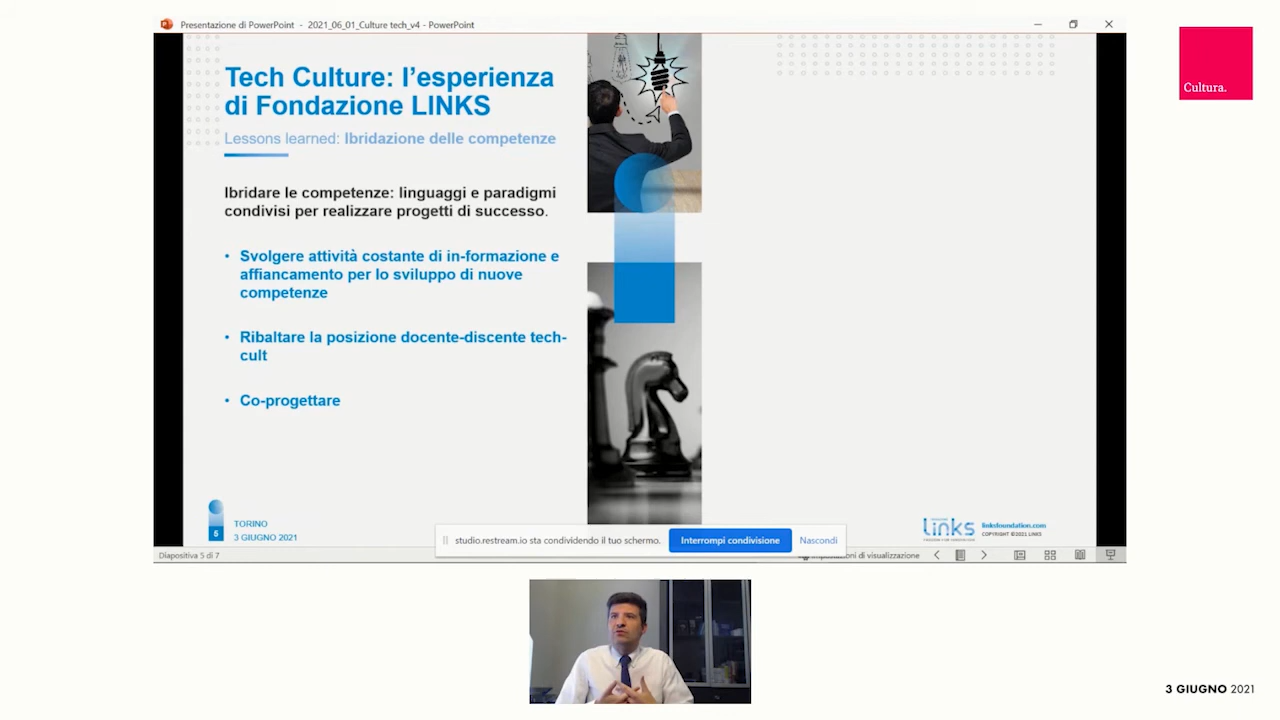 Presentazione di PowerPoint - 2021_06_01_Culture tech_v4 - PowerPoint
Cultura.
Tech Culture: l’esperienza
di Fondazione LINKS
Lessons learned: Ibridazione delle competenze
Ibridare le competenze: linguaggi e paradigmi
condivisi per realizzare progetti di successo.
• Svolgere attività costante di in-formazione e
affiancamento per lo sviluppo di nuove
competenze
• Ribaltare la posizione docente-discente tech-
cult
• Co-progettare
5
TORINO
3 GIUGNO 2021
studio.restream.io sta condividendo il tuo schermo.
Interrompi condivisione
Nascondi
links
linksfoundation.com
COPYRIGHT ©2021 LINKS
Diapositiva 5 di 7
di visualizzazione
3 GIUGNO 2021